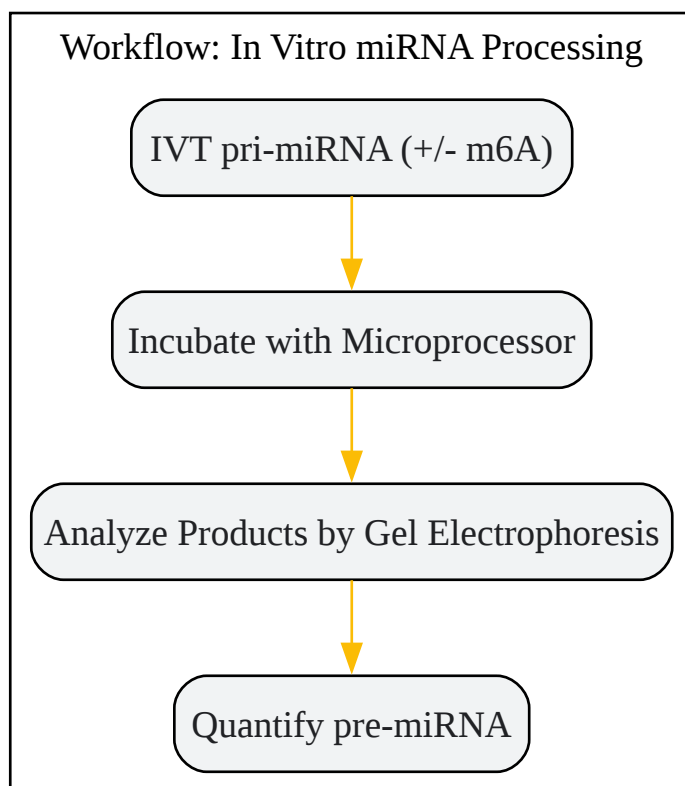 Workflow: In Vitro miRNA Processing
IVT pri-miRNA (+/- m6A)
Incubate with Microprocessor
Analyze Products by Gel Electrophoresis
Quantify pre-miRNA